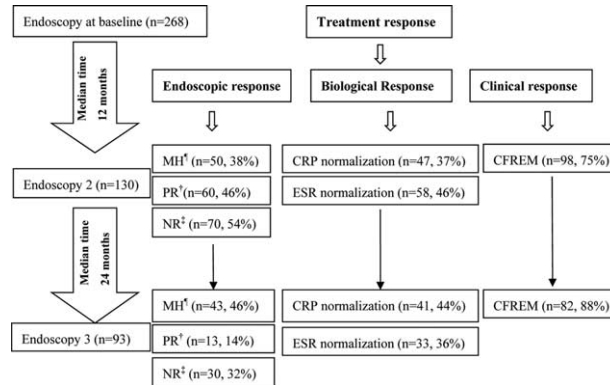 Endoscopy at baseline (n=268)
Treatment response
Median time
12 months
Endoscopic response
Biological Response
Clinical response
MH¶ (n=50, 38%)
CRP normalization (n=47, 37%)
CFREM (n=98, 75%)
Endoscopy 2 (n=130)
PR† (n=60, 46%)
ESR normalization (n=58, 46%)
NR‡ (n=70, 54%)
Median time
24 months
MH¶ (n=43, 46%)
CRP normalization (n=41, 44%)
CFREM (n=82, 88%)
Endoscopy 3 (n=93)
PR† (n=13, 14%)
ESR normalization (n=33, 36%)
NR‡ (n=30, 32%)